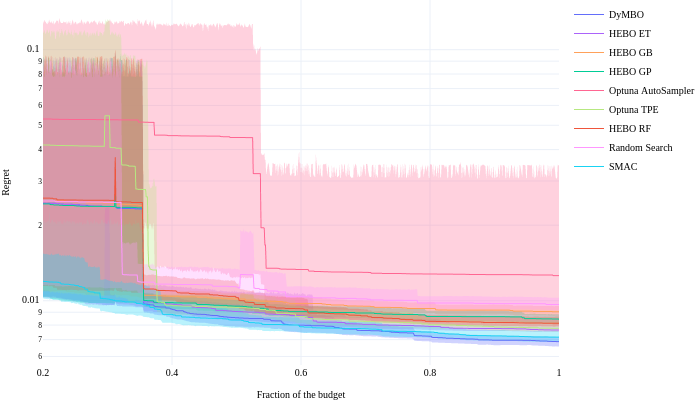 0.1
9
8
7
6
5
4
3
2
0.01
9
8
7
6
Regret
0.2
0.4
0.6
0.8
1
Fraction of the budget
DyMBO
HEBO ET
HEBO GB
HEBO GP
Optuna AutoSampler
Optuna TPE
HEBO RF
Random Search
SMAC